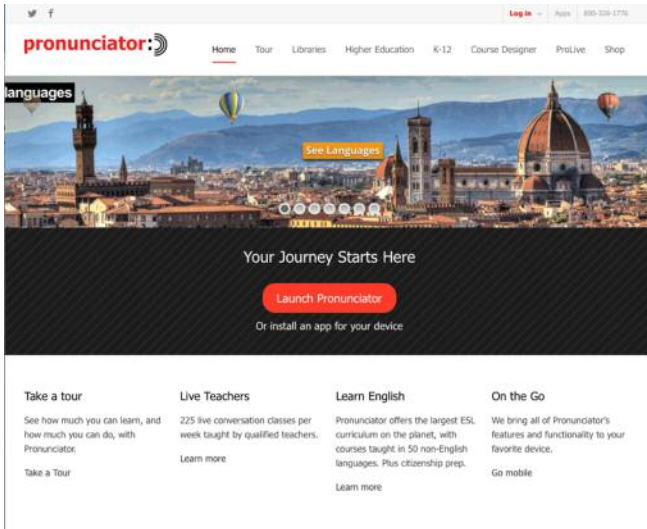 Log in
Apps
800-326-1776
pronunciator:)
Home Tour Libraries Higher Education K-12 Course Designer ProLive Shop
languages
See Languages
Your Journey Starts Here
Launch Pronunciator
Or install an app for your device
Take a tour
See how much you can learn, and
how much you can do, with
Pronunciator.
Take a Tour
Live Teachers
225 live conversation classes per
week taught by qualified teachers.
Learn more
Learn English
Pronunciator offers the largest ESL
curriculum on the planet, with
courses taught in 50 non-English
languages. Plus citizenship prep.
Learn more
On the Go
We bring all of Pronunciator's
features and functionality to your
favorite device.
Go mobile